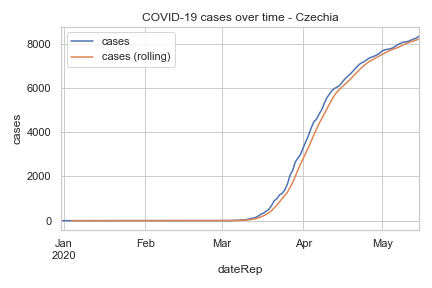 COVID-19 cases over time - Czechia
cases
cases (rolling)
8000
6000
4000
2000
0
cases
Jan Feb Mar Apr May
2020
dateRep